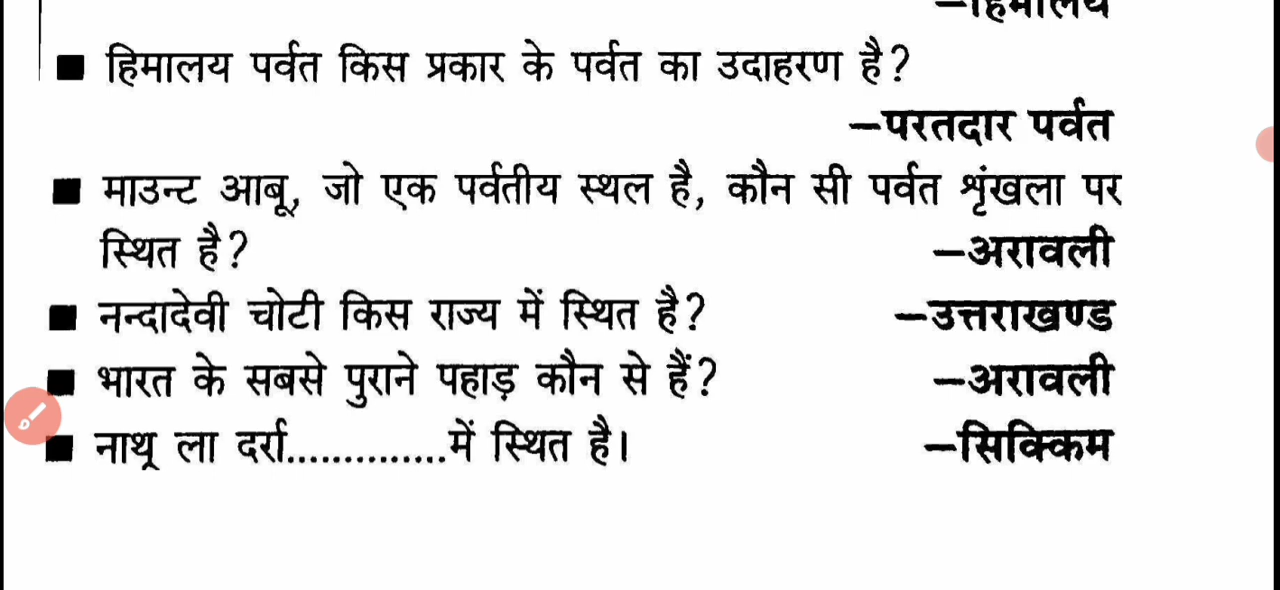 –हिमालय
■ हिमालय पर्वत किस प्रकार के पर्वत का उदाहरण है?
–परतदार पर्वत
■ माउन्ट आबू, जो एक पर्वतीय स्थल है, कौन सी पर्वत शृंखला पर
स्थित है? –अरावली
■ नन्दादेवी चोटी किस राज्य में स्थित है? –उत्तराखण्ड
■ भारत के सबसे पुराने पहाड़ कौन से हैं? –अरावली
■ नाथू ला दर्रा...............में स्थित है। –सिक्किम